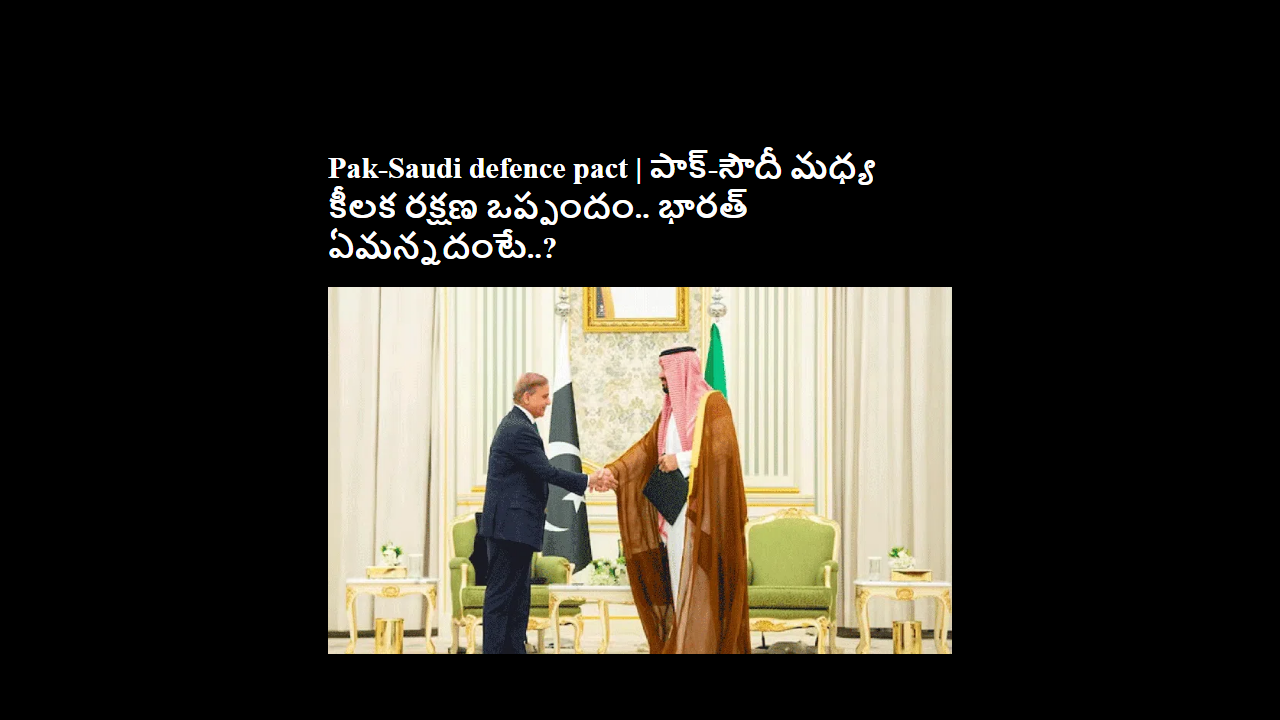 Pak-Saudi defence pact | పాక్-సౌదీ మధ్య
కీలక రక్షణ ఒప్పందం.. భారత్
ఏమన్నదంటే..?